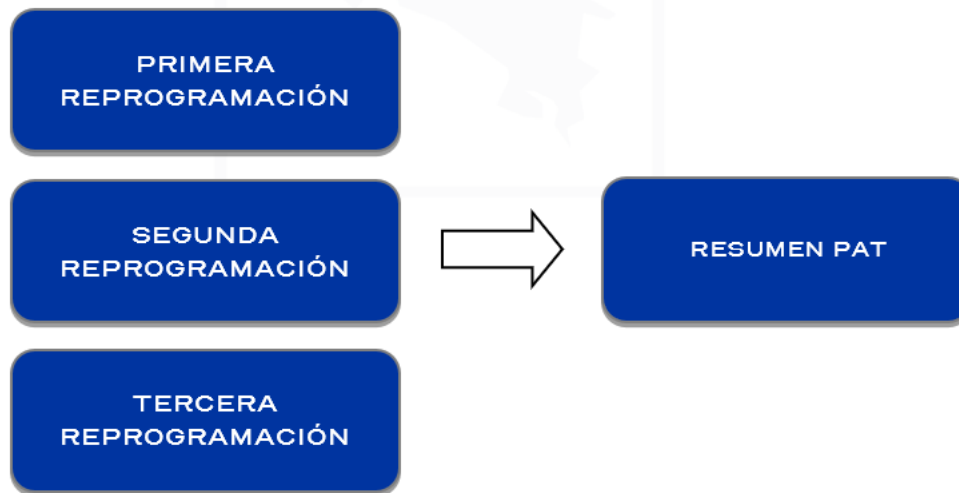 PRIMERA
REPROGRAMACIÓN
SEGUNDA
REPROGRAMACIÓN
RESUMEN PAT
TERCERA
REPROGRAMACIÓN